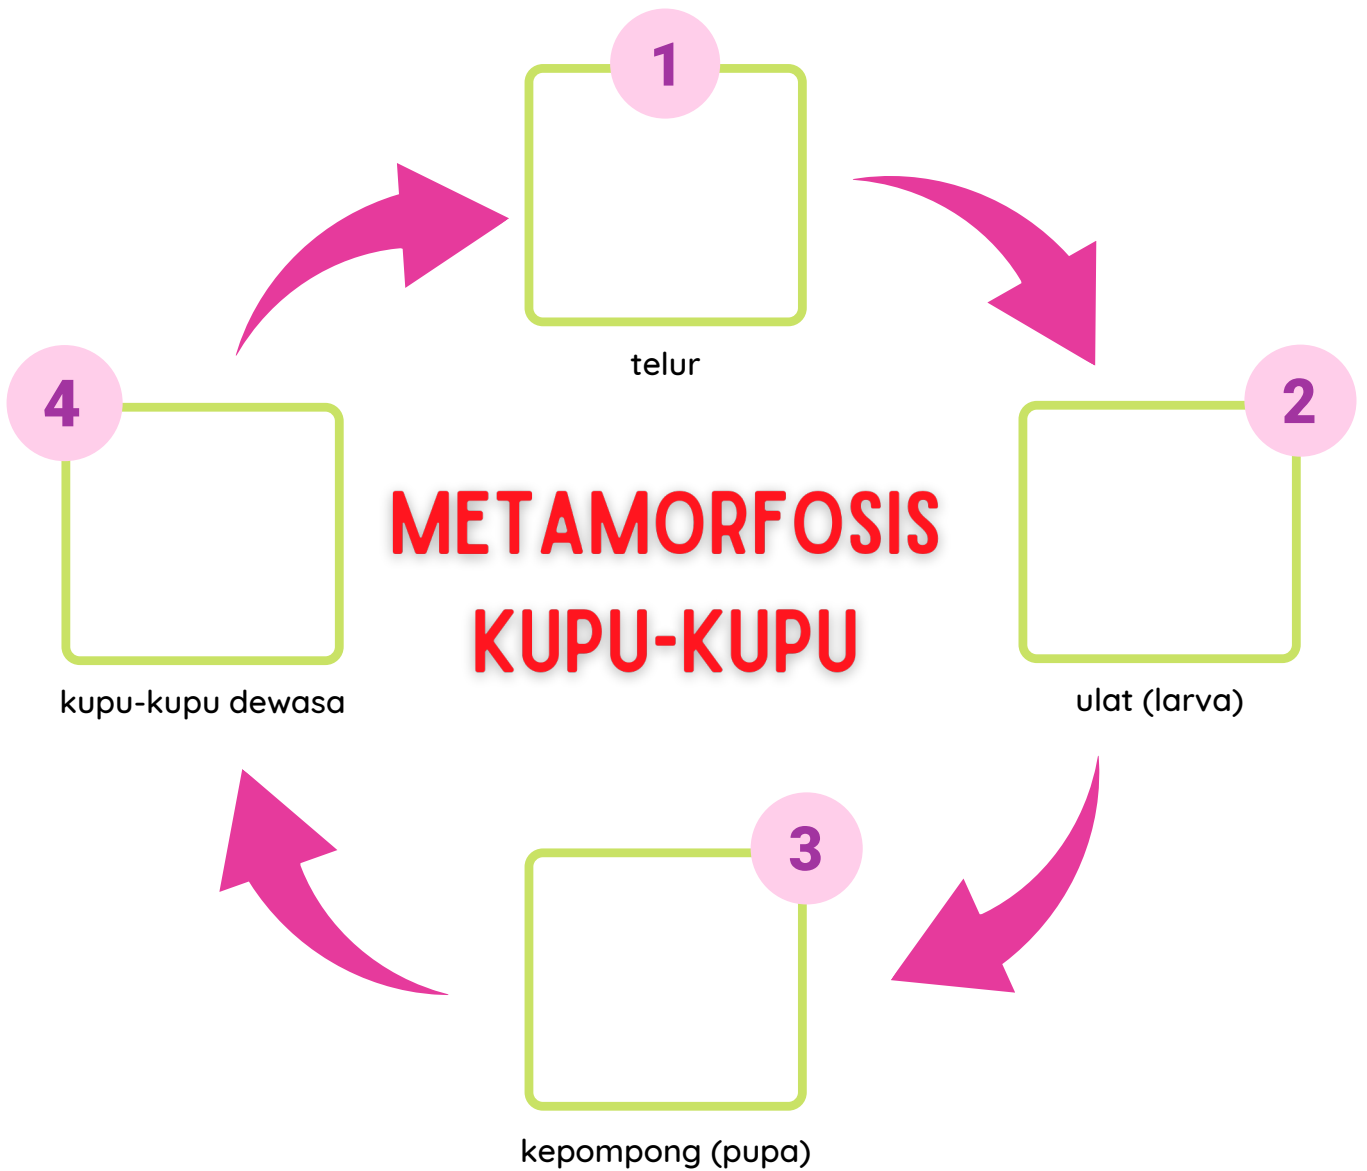 1
telur
2
ulat (larva)
3
kepompong (pupa)
4
kupu-kupu dewasa
METAMORFOSIS
KUPU-KUPU